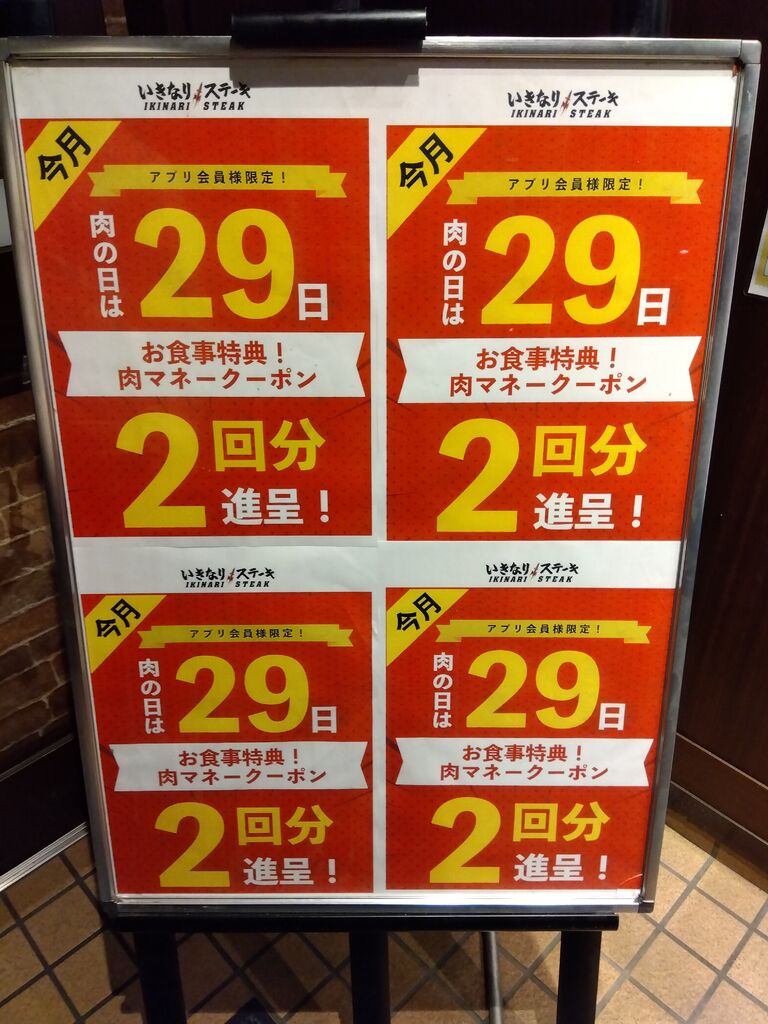 いきなりステーキ
IKINARI STEAK
今月
アプリ会員様限定！
肉の日は
29日
お食事特典！
肉マネークーポン
2回分
進呈！
いきなりステーキ
IKINARI STEAK
今月
アプリ会員様限定！
肉の日は
29日
お食事特典！
肉マネークーポン
2回分
進呈！
いきなりステーキ
IKINARI STEAK
今月
アプリ会員様限定！
肉の日は
29日
お食事特典！
肉マネークーポン
2回分
進呈！
いきなりステーキ
IKINARI STEAK
今月
アプリ会員様限定！
肉の日は
29日
お食事特典！
肉マネークーポン
2回分
進呈！